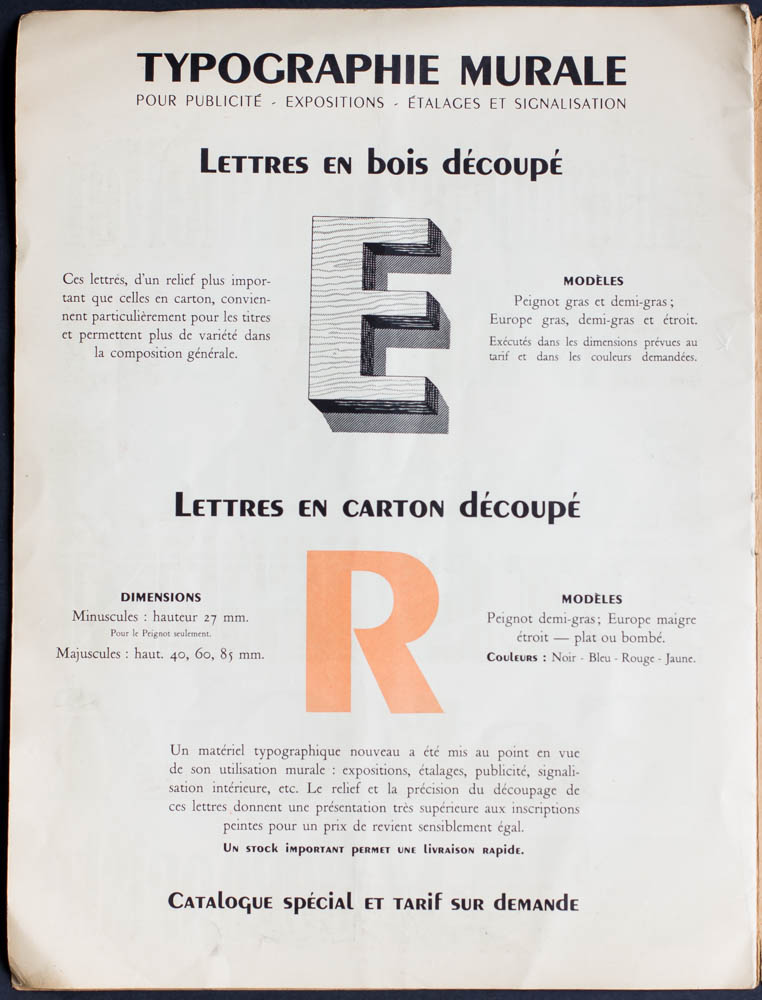 TYPOGRAPHIE MURALE
POUR PUBLICITÉ - EXPOSITIONS - ÉTALAGES ET SIGNALISATION
LETTRES EN bois découpé
Ces lettres, d'un relief plus impor-
tant que celles en carton, convien-
nent particulièrement pour les titres
et permettent plus de variété dans
la composition générale.
E
MODÈLES
Peignot gras et demi-gras ;
Europe gras, demi-gras et étroit.
Exécutés dans les dimensions prévues au
tarif et dans les couleurs demandées.
LETTRES EN CARTON découpé
DIMENSIONS
Minuscules : hauteur 27 mm.
Pour le Peignot seulement.
Majuscules : haut. 40, 60, 85 mm.
R
MODÈLES
Peignot demi-gras ; Europe maigre
étroit — plat ou bombé.
Couleurs : Noir - Bleu - Rouge - Jaune.
Un matériel typographique nouveau a été mis au point en vue
de son utilisation murale : expositions, étalages, publicité, signali-
sation intérieure, etc. Le relief et la précision du découpage de
ces lettres donnent une présentation très supérieure aux inscriptions
peintes pour un prix de revient sensiblement égal.
Un stock important permet une livraison rapide.
Catalogue spécial et tarif sur demande